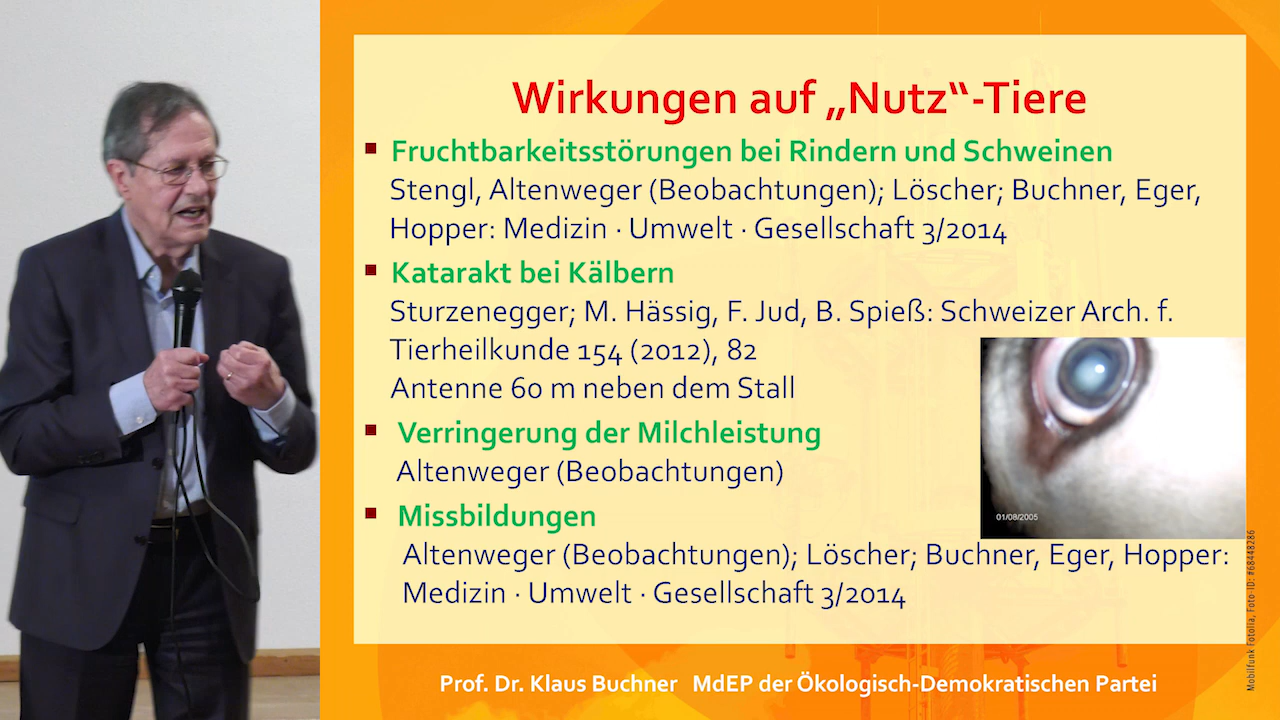 Wirkungen auf „Nutz“-Tiere
▪ Fruchtbarkeitsstörungen bei Rindern und Schweinen
Stengl, Altenweger (Beobachtungen); Löscher; Buchner, Eger,
Hopper: Medizin · Umwelt · Gesellschaft 3/2014
▪ Katarakt bei Kälbern
Sturzenegger; M. Hässig, F. Jud, B. Spieß: Schweizer Arch. f.
Tierheilkunde 154 (2012), 82
Antenne 60 m neben dem Stall
▪ Verringerung der Milchleistung
Altenweger (Beobachtungen)
▪ Missbildungen
Altenweger (Beobachtungen); Löscher; Buchner, Eger, Hopper:
Medizin · Umwelt · Gesellschaft 3/2014
01/08/2005
Mobilfunk Fotolia, Foto-ID: #68448286
Prof. Dr. Klaus Buchner MdEP der Ökologisch-Demokratischen Partei